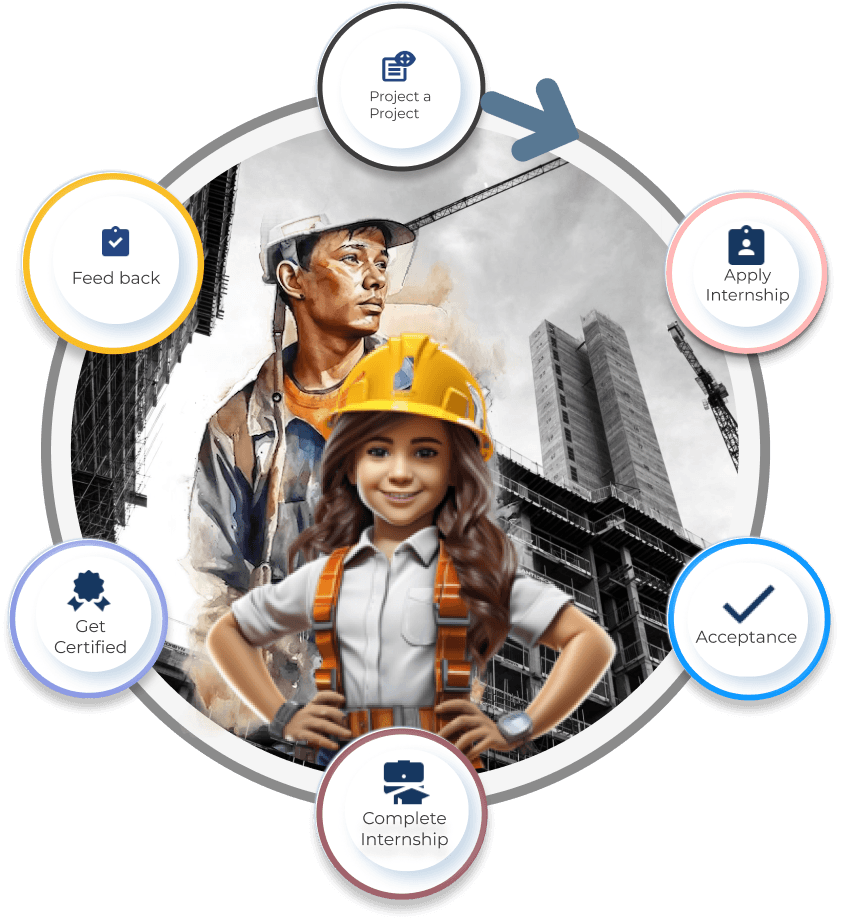 Project a
Project
Apply
Internship
Acceptance
Complete
Internship
Get
Certified
Feed back